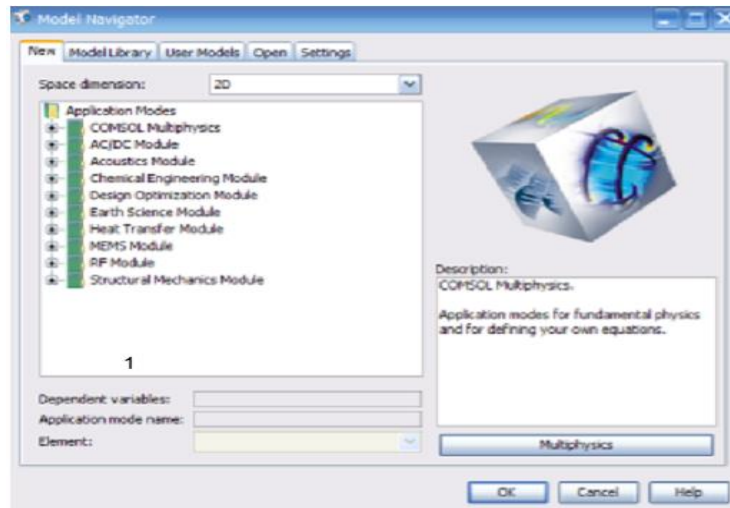 Model Navigator
New Model Library User Models Open Settings
Space dimension: 2D
Application Modes
COMSOL Multiphysics
AC/DC Module
Acoustics Module
Chemical Engineering Module
Design Optimization Module
Earth Science Module
Heat Transfer Module
MEMS Module
RF Module
Structural Mechanics Module
1
Description:
COMSOL Multiphysics.
Application modes for fundamental physics
and for defining your own equations.
Dependent variables:
Application mode name:
Element:
Multiphysics
OK Cancel Help